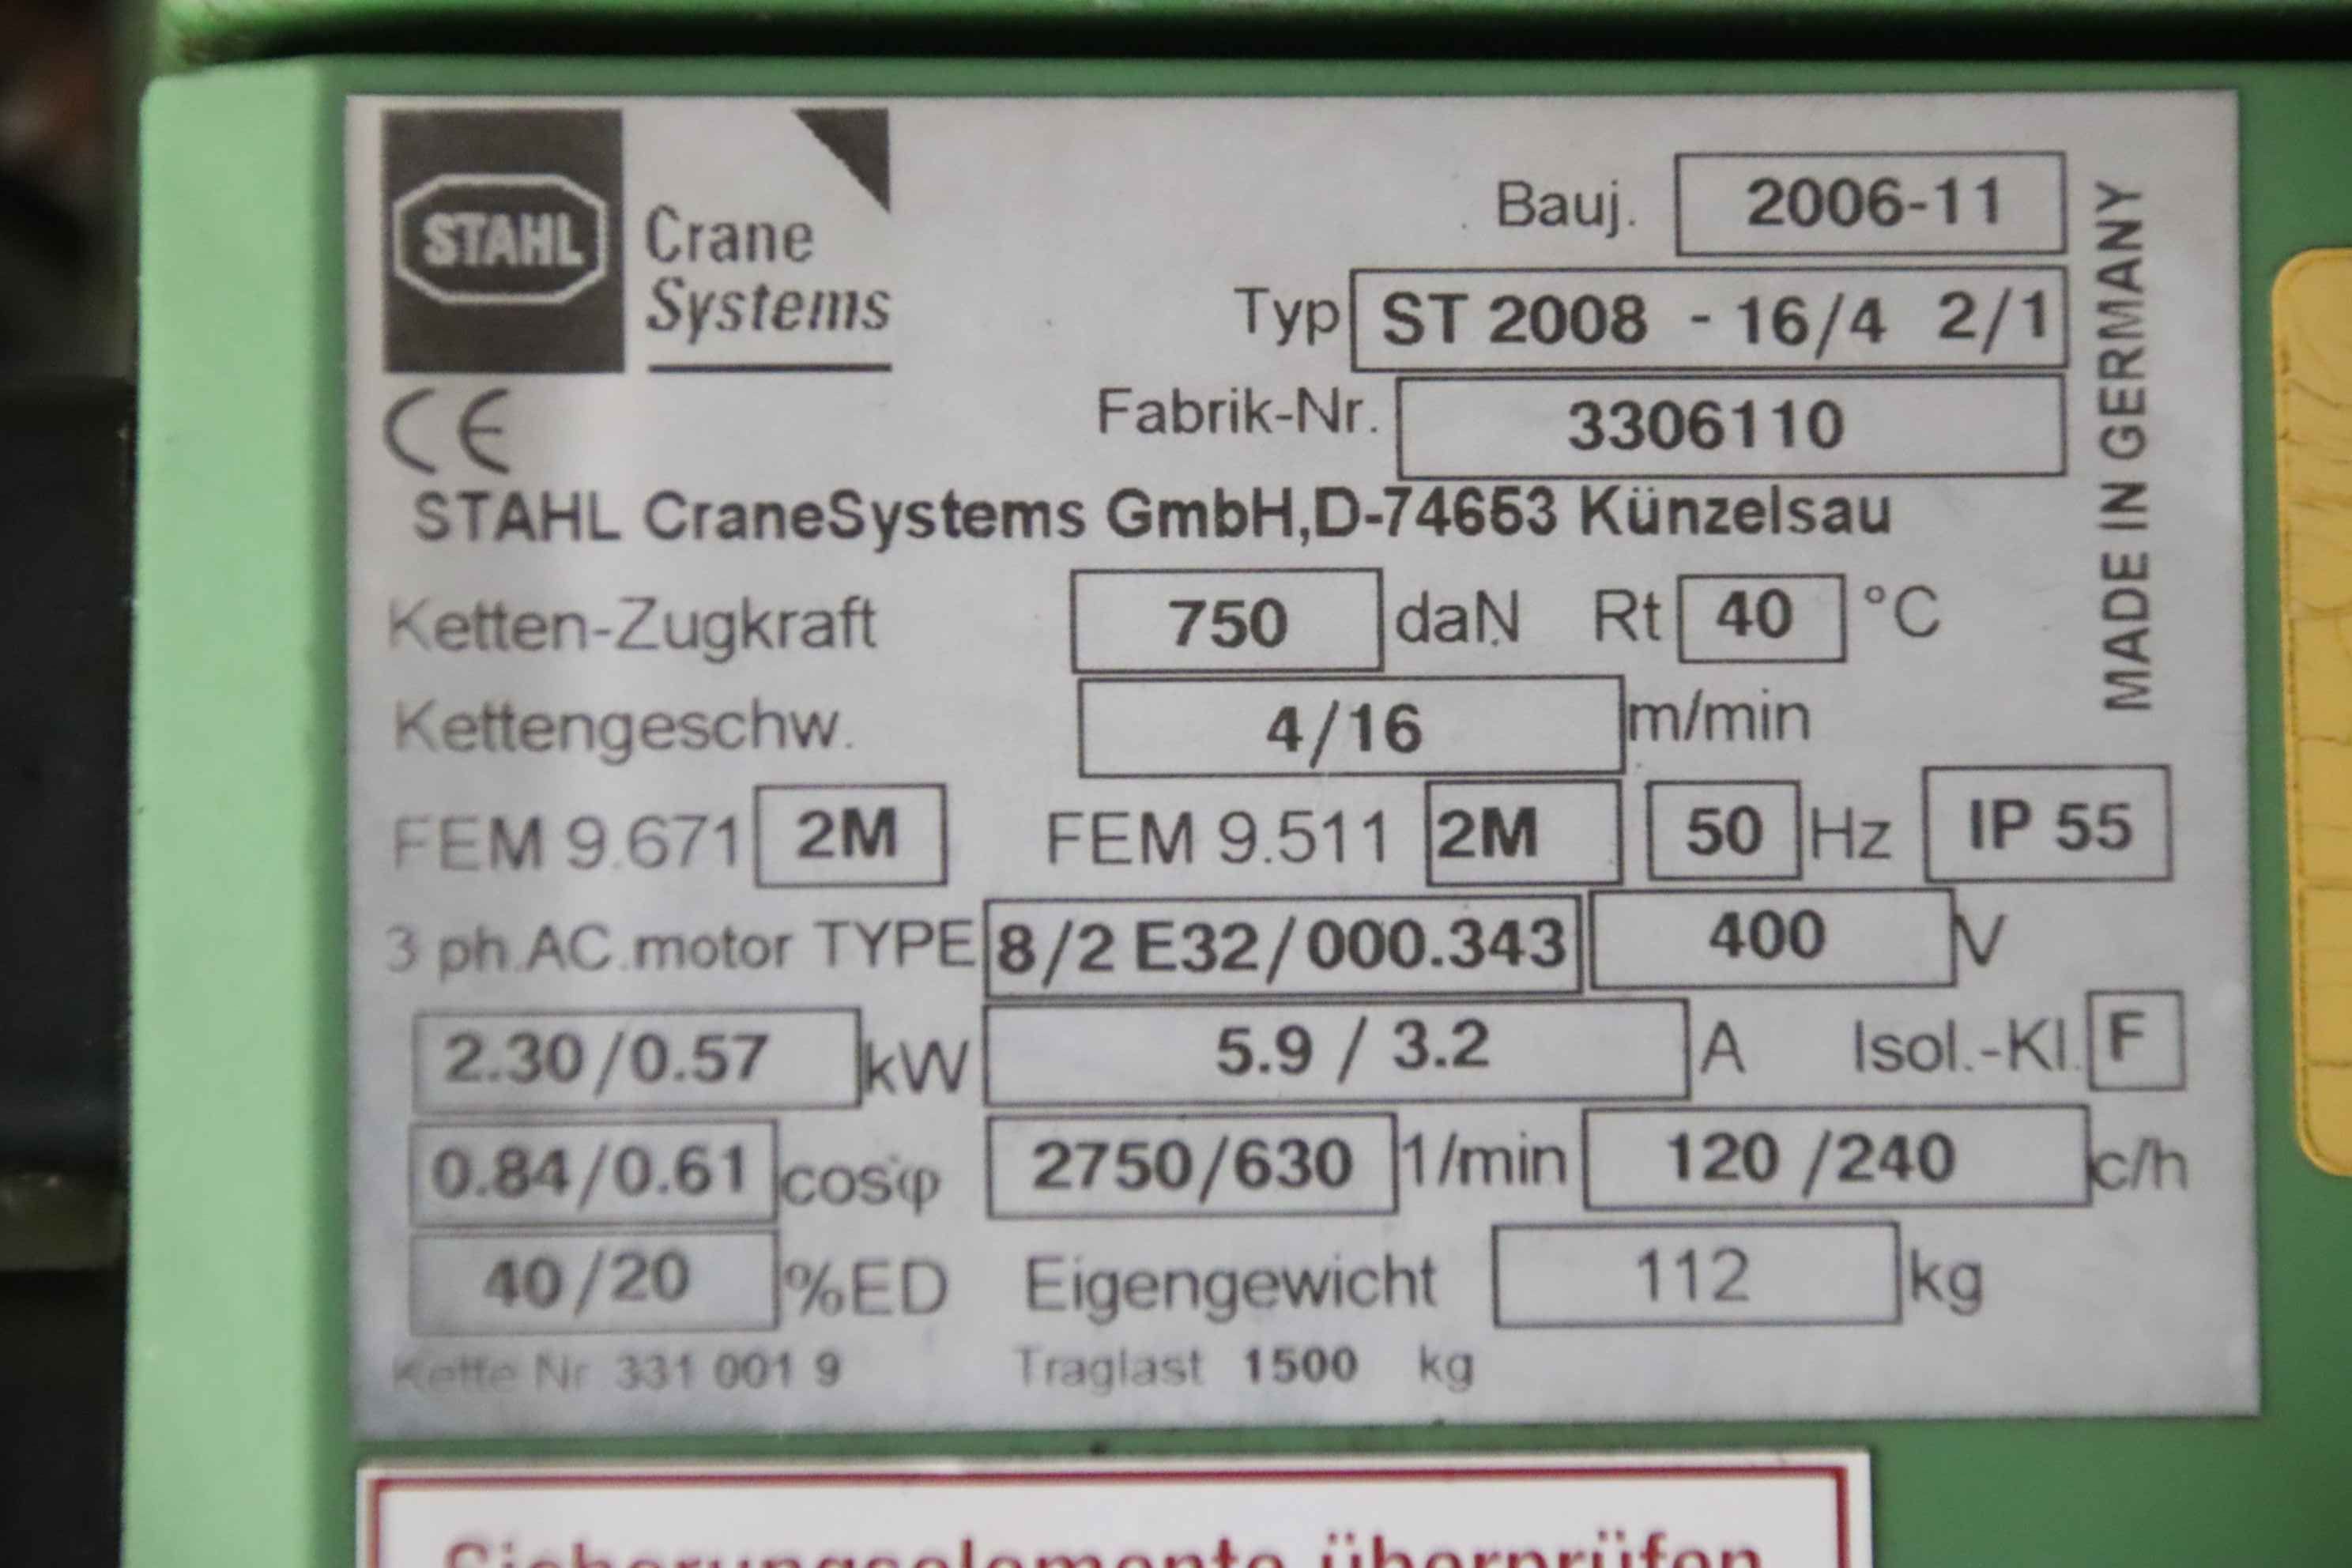 STAHL
Crane
Systems
Bauj. 2006-11
Typ ST 2008 - 16/4 2/1
Fabrik-Nr. 3306110
MADE IN GERMANY
CE
STAHL CraneSystems GmbH,D-74653 Künzelsau
Ketten-Zugkraft 750 daN Rt 40 °C
Kettengeschw. 4/16 m/min
FEM 9.671 2M FEM 9.511 2M 50 Hz IP 55
3 ph.AC.motor TYPE 8/2 E32/000.343 400 V
2.30/0.57 kW 5.9 / 3.2 A Isol.-Kl. F
0.84/0.61 cosφ 2750/630 1/min 120 /240 c/h
40/20 %ED Eigengewicht 112 kg
Kette Nr 331 001 9 Traglast 1500 kg
Sicherungselemente überprüfen